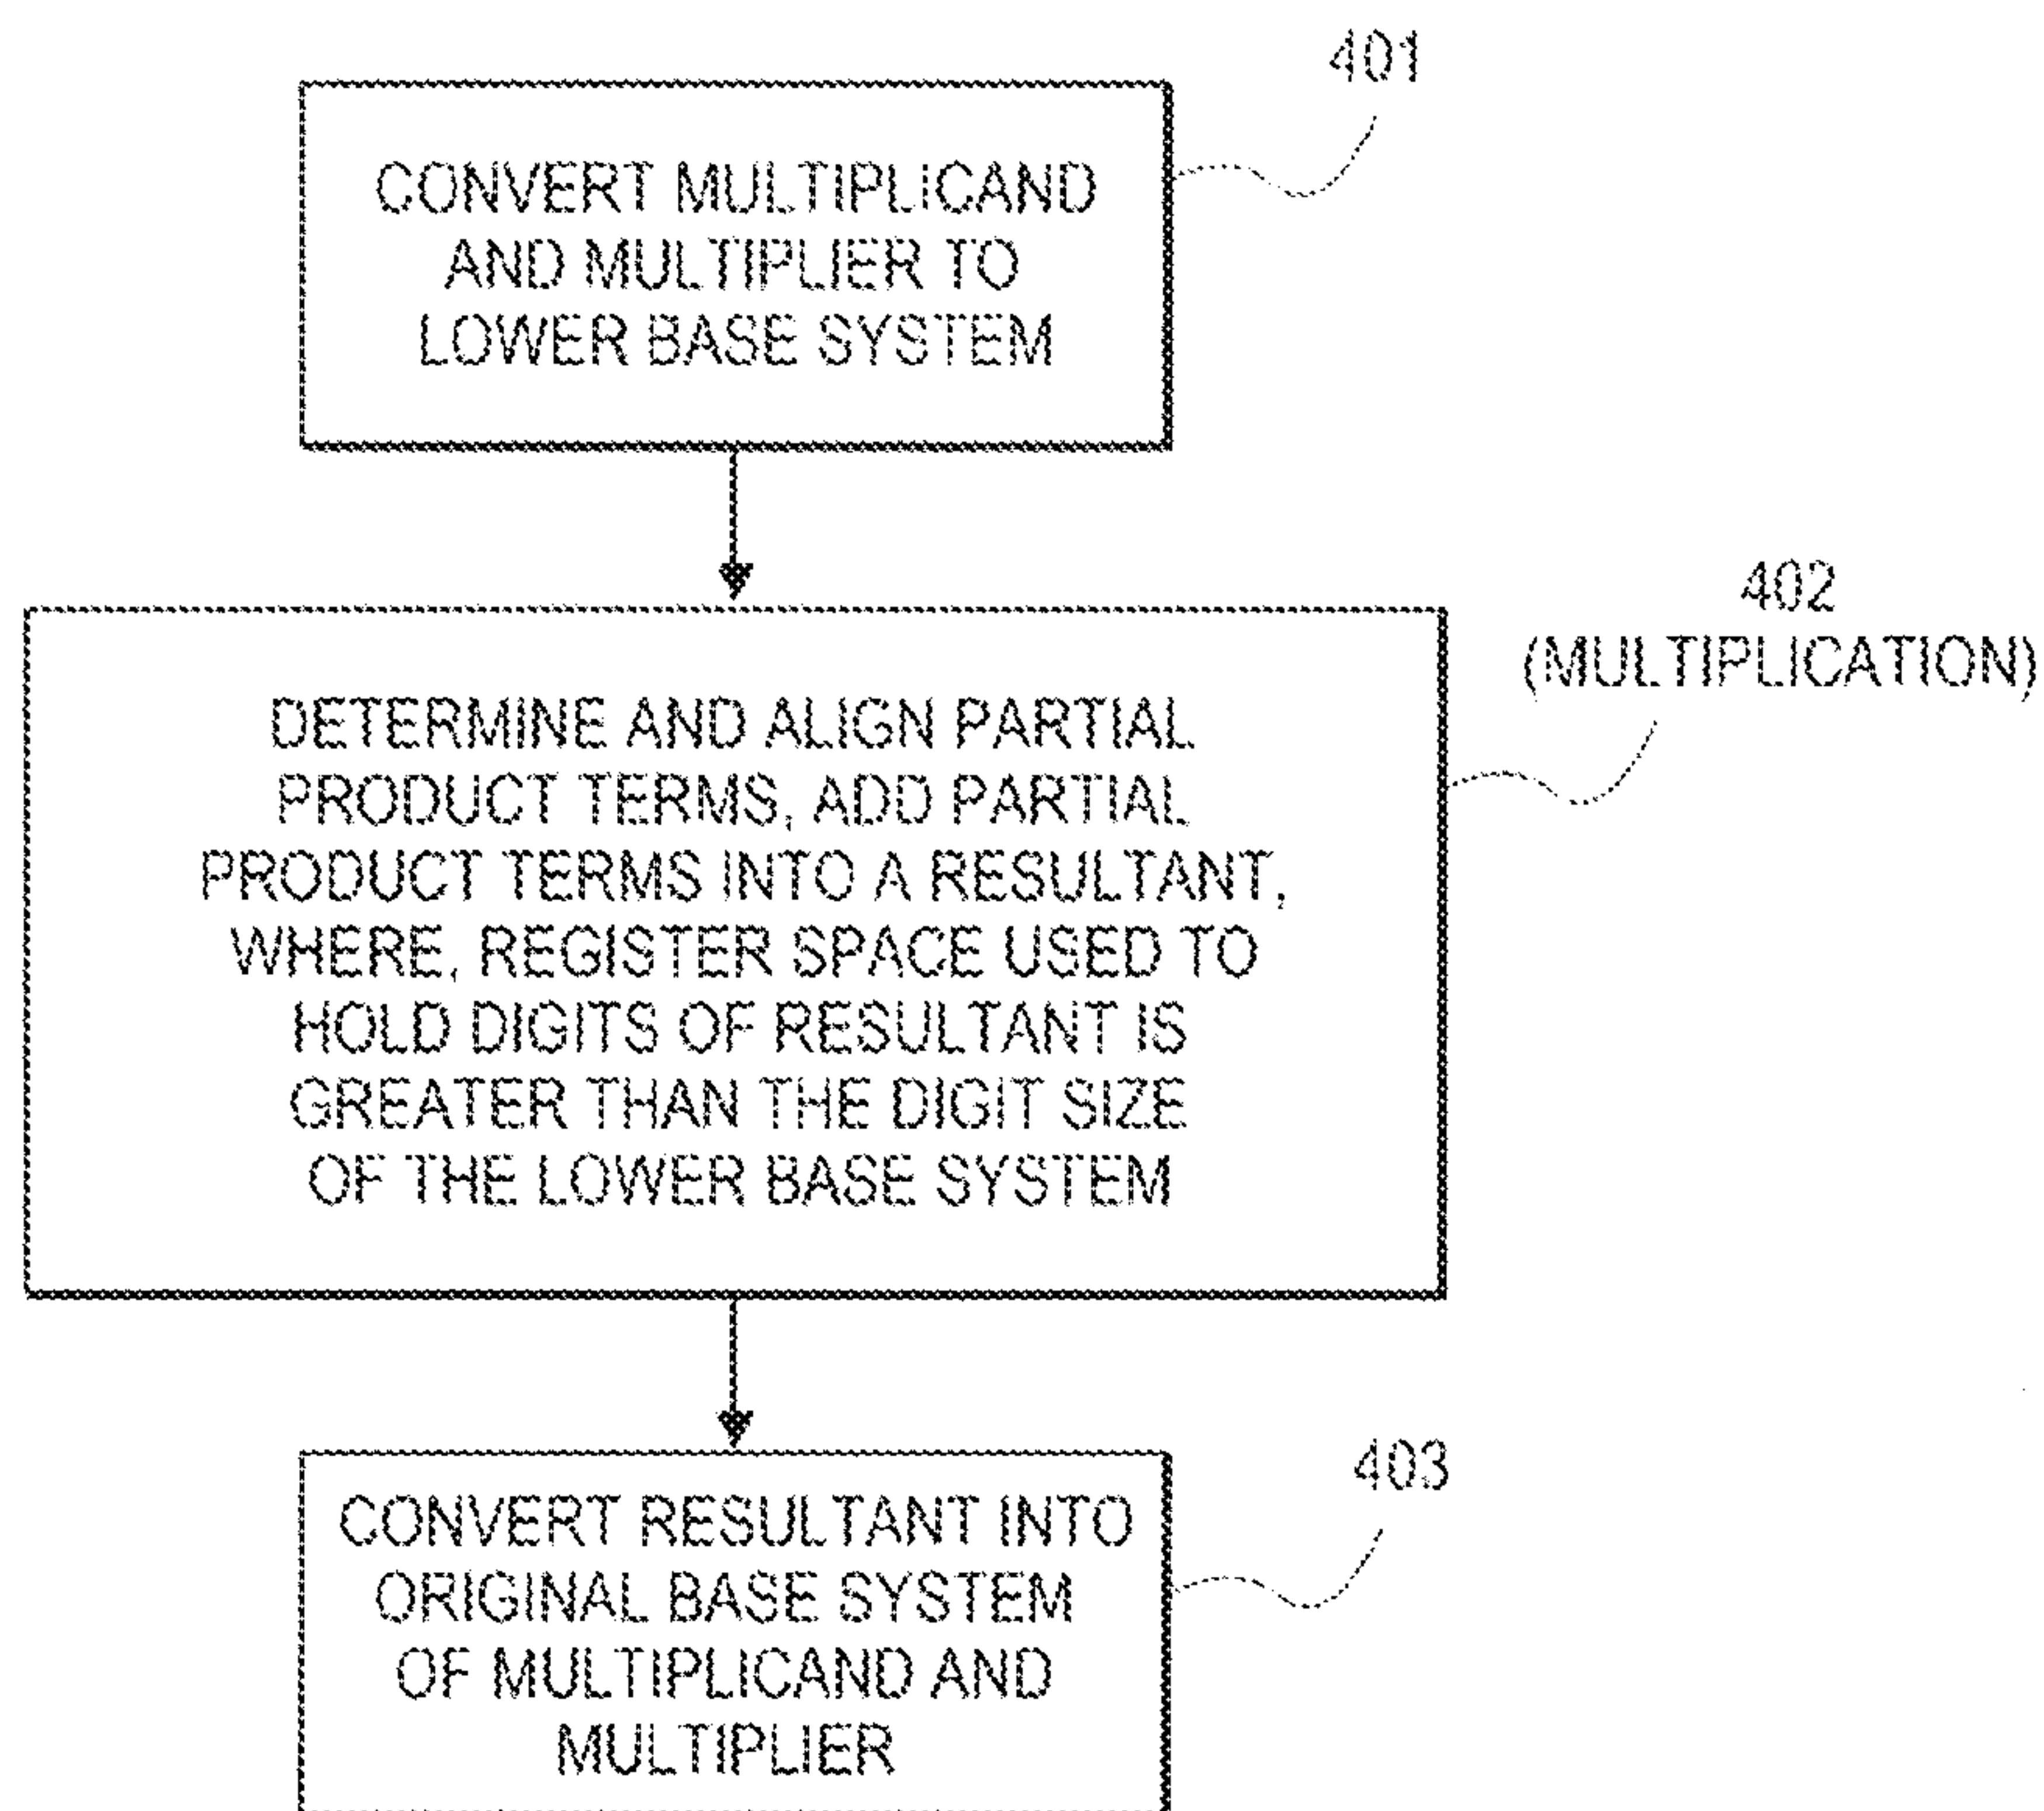 401
CONVERT MULTIPLICAND
AND MULTIPLIER TO
LOWER BASE SYSTEM
402
(MULTIPLICATION)
DETERMINE AND ALIGN PARTIAL
PRODUCT TERMS, ADD PARTIAL
PRODUCT TERMS INTO A RESULTANT,
WHERE, REGISTER SPACE USED TO
HOLD DIGITS OF RESULTANT IS
GREATER THAN THE DIGIT SIZE
OF THE LOWER BASE SYSTEM
403
CONVERT RESULTANT INTO
ORIGINAL BASE SYSTEM
OF MULTIPLICAND AND
MULTIPLIER